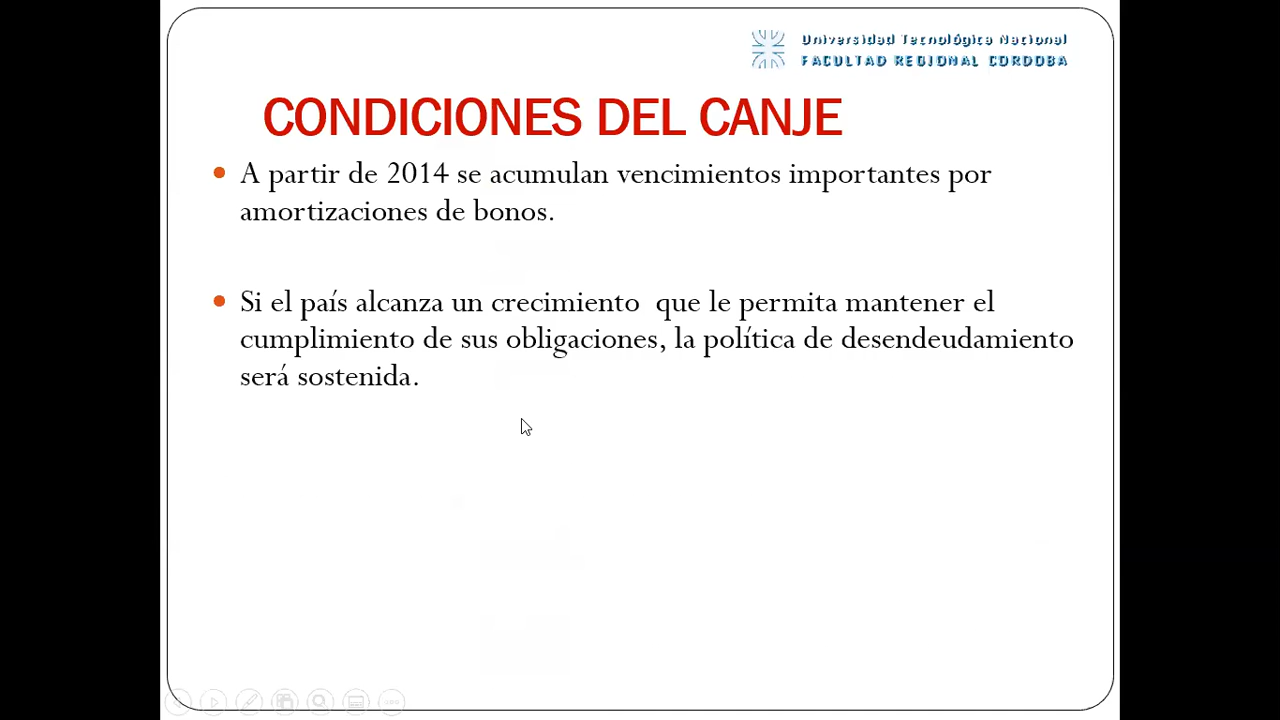 Universidad Tecnológica Nacional
FACULTAD REGIONAL CORDOBA
CONDICIONES DEL CANJE
A partir de 2014 se acumulan vencimientos importantes por
amortizaciones de bonos.
Si el país alcanza un crecimiento que le permita mantener el
cumplimiento de sus obligaciones, la política de desendeudamiento
será sostenida.